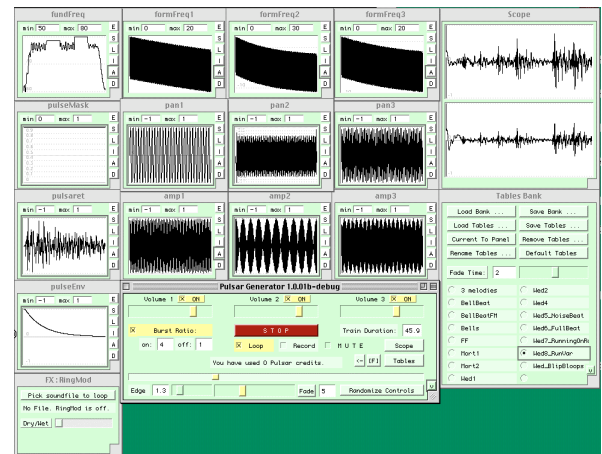 fundFreq
formFreq1
formFreq2
formFreq3
Scope
min 50 max 80 E
min 0 max 20 E
min 0 max 30 E
min 0 max 20 E
S
L
I
A
D
S
L
I
A
D
S
L
I
A
D
S
L
I
A
D
pulseMask
pan1
pan2
pan3
min 0 max 1 E
min -1 max 1 E
min -1 max 1 E
min -1 max 1 E
S
L
I
A
D
S
L
I
A
D
S
L
I
A
D
S
L
I
A
D
pulsaret
amp1
amp2
amp3
Tables Bank
min -1 max 1 E
min -1 max 1 E
min -1 max 1 E
min -1 max 1 E
S
L
I
A
D
S
L
I
A
D
S
L
I
A
D
S
L
I
A
D
Load Bank ... Save Bank ...
Load Tables ... Save Tables ...
Current To Panel Remove Tables ...
Rename Tables ... Default Tables
Fade Time: 2
3 melodies Wed2
BellBeat Wed4
BellBeatFM Wed5_NoiseBeat
Bells Wed6_FullBeat
FF Wed7_RunningOnRa
Mort1 Wed8_RunVar
Mort2 Wed_BlipBloops
Wed1
pulseEnv
min -1 max 1 E
S
L
I
A
D
Pulsar Generator 1.0.01b-debug
Volume 1 ON Volume 2 ON Volume 3 ON
Burst Ratio: STOP Train Duration: 45.9
on: 4 off: 1 Loop Record MUTE Scope
You have used 0 Pulsar credits. <- [F] Tables
Edge 1.3 Fade 5 Randomize Controls
FX:RingMod
Pick soundfile to loop
No File. RingMod is off.
Dry/Wet